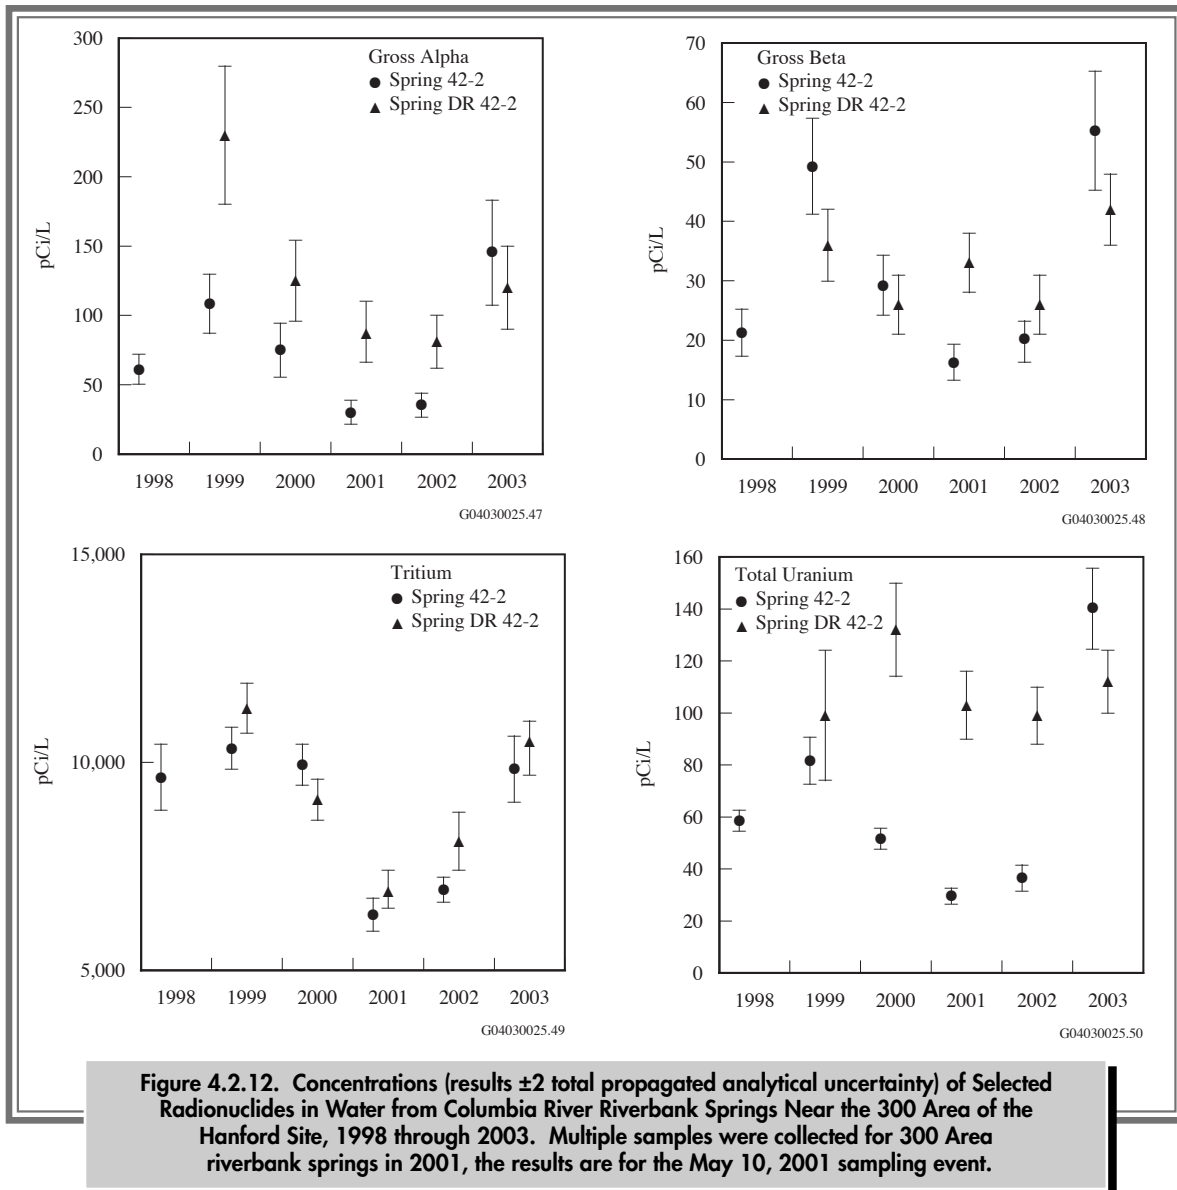 300
250
200
150
100
50
0
pCi/L
Gross Alpha
Spring 42-2
Spring DR 42-2
1998 1999 2000 2001 2002 2003
G04030025.47
70
60
50
40
30
20
10
0
pCi/L
Gross Beta
Spring 42-2
Spring DR 42-2
1998 1999 2000 2001 2002 2003
G04030025.48
15,000
10,000
5,000
pCi/L
Tritium
Spring 42-2
Spring DR 42-2
1998 1999 2000 2001 2002 2003
G04030025.49
160
140
120
100
80
60
40
20
0
pCi/L
Total Uranium
Spring 42-2
Spring DR 42-2
1998 1999 2000 2001 2002 2003
G04030025.50
Figure 4.2.12. Concentrations (results ±2 total propagated analytical uncertainty) of Selected
Radionuclides in Water from Columbia River Riverbank Springs Near the 300 Area of the
Hanford Site, 1998 through 2003. Multiple samples were collected for 300 Area
riverbank springs in 2001, the results are for the May 10, 2001 sampling event.